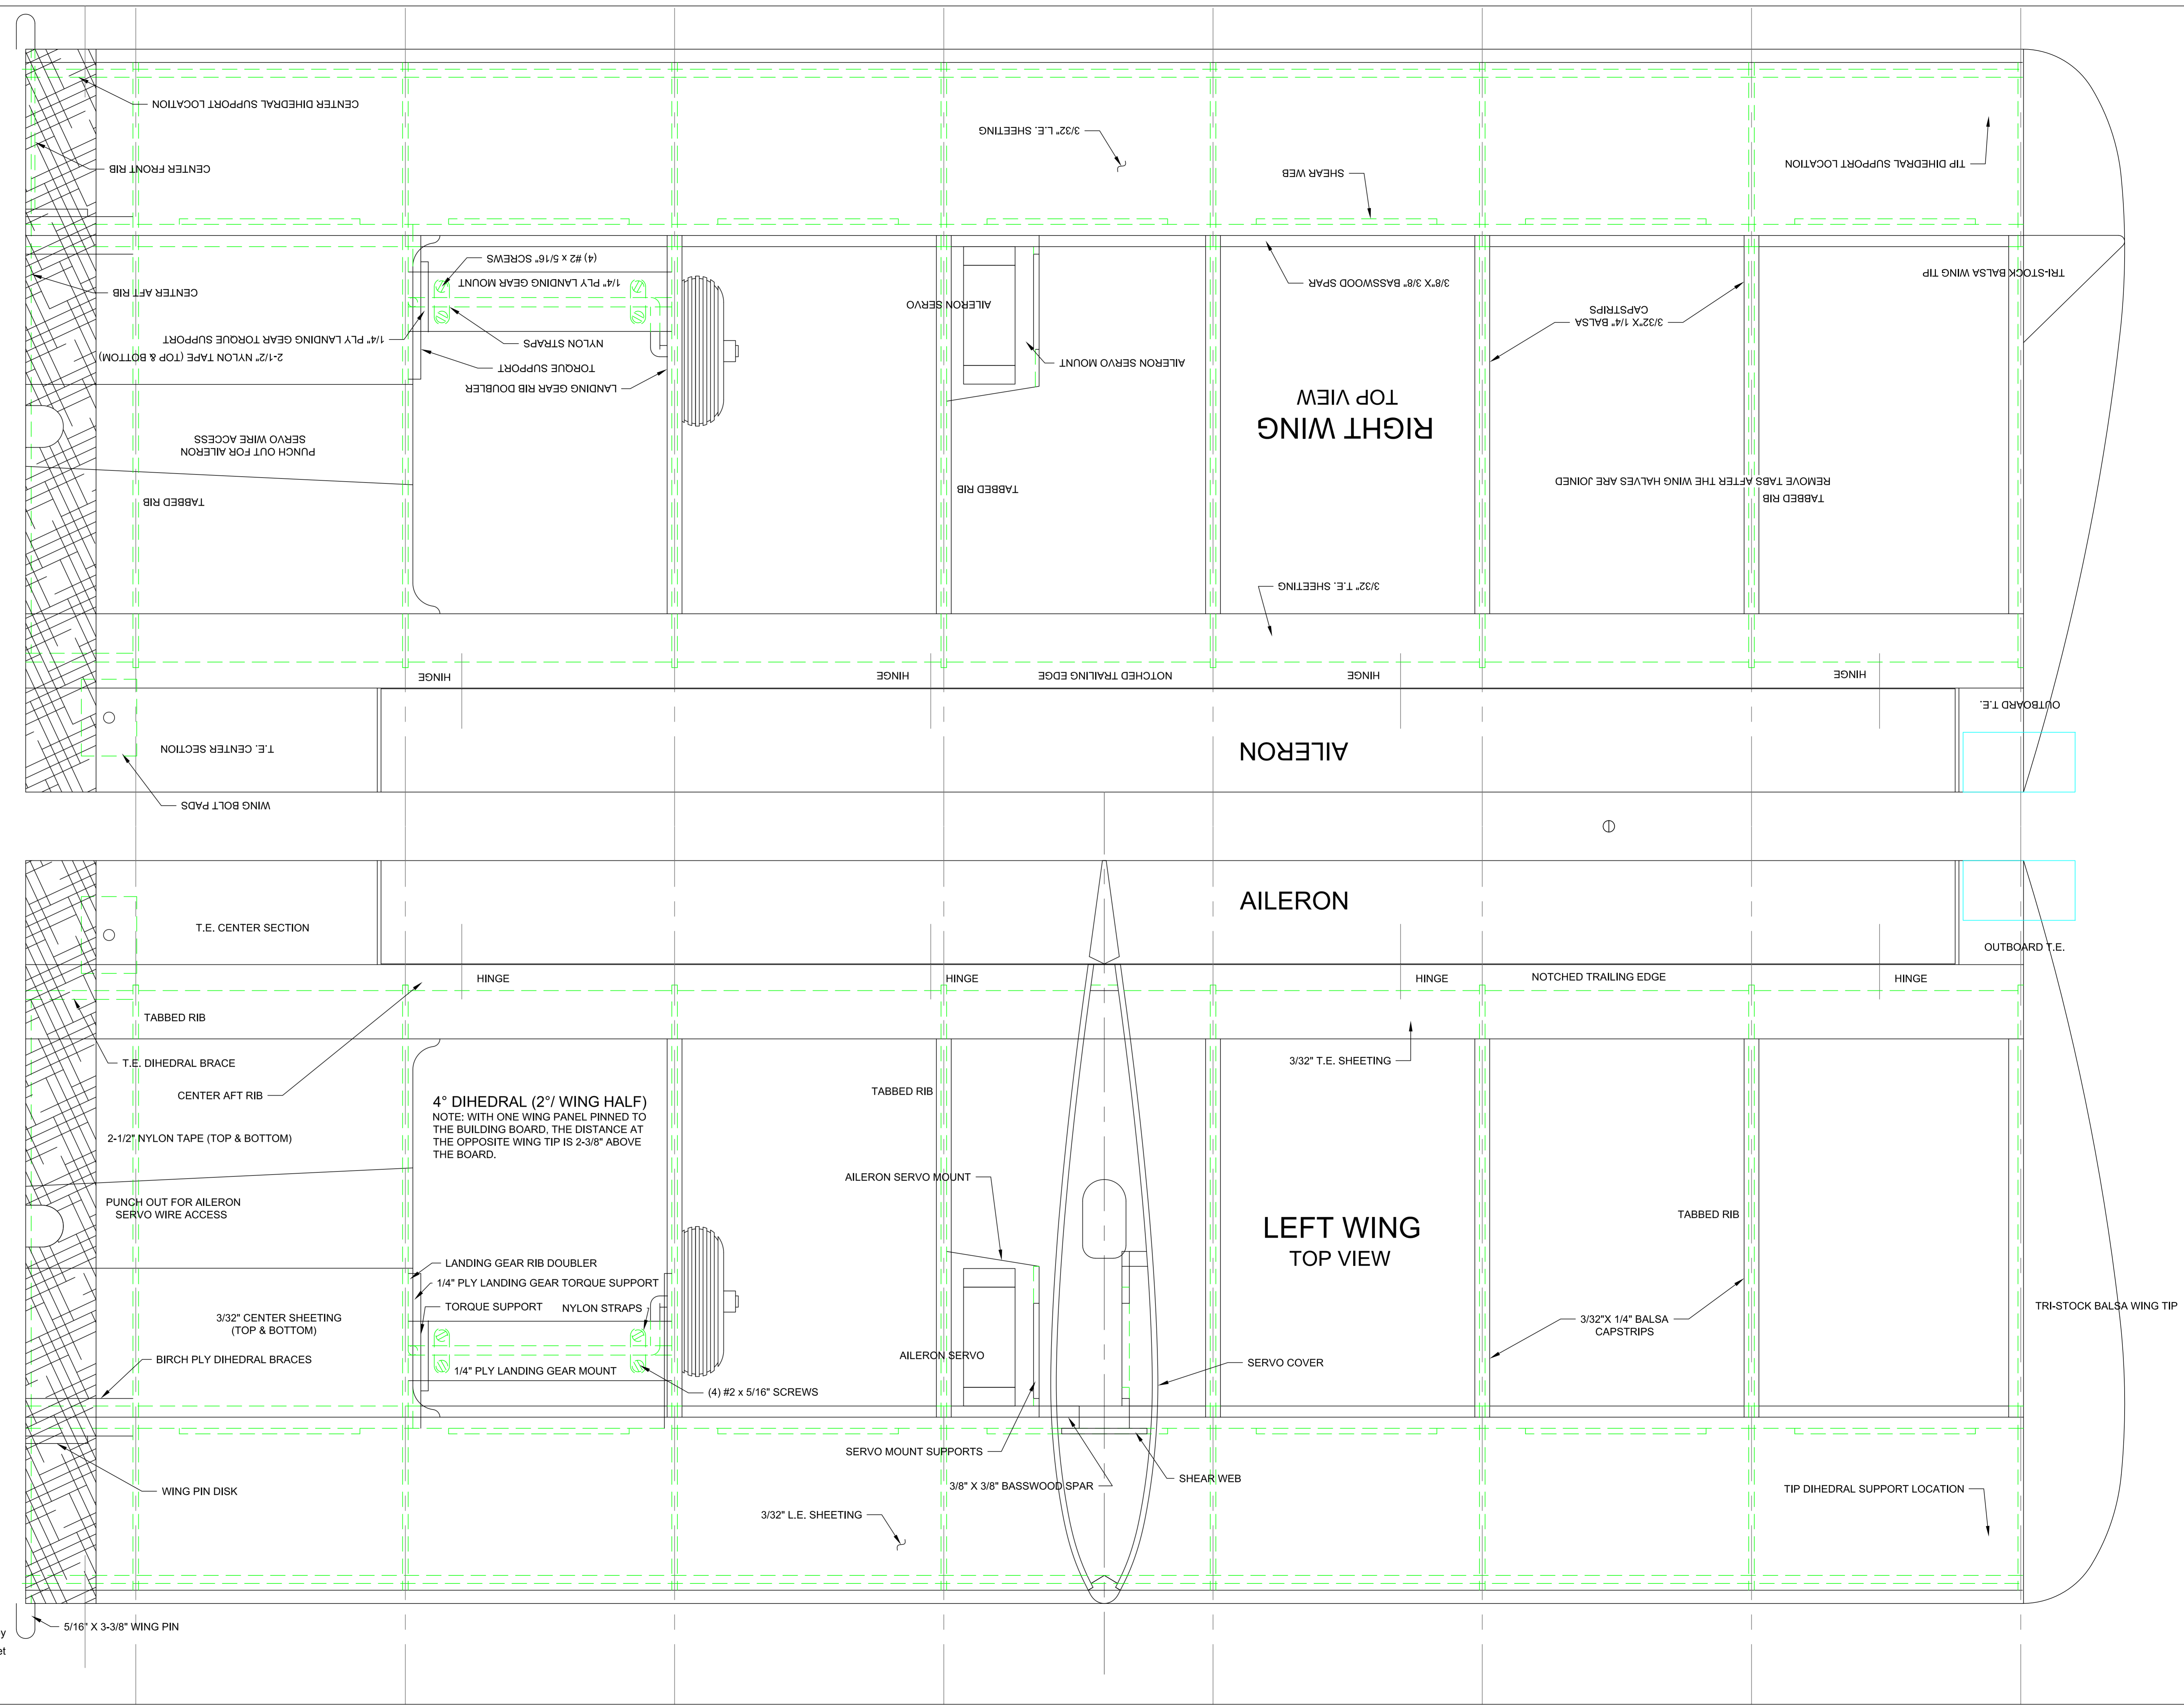 CENTER DIHEDRAL SUPPORT LOCATION
3/32" L.E. SHEETING
CENTER FRONT RIB
TIP DIHEDRAL SUPPORT LOCATION
SHEAR WEB
(4) #2 x 5/16" SCREWS
TRI-STOCK BALSA WING TIP
1/4" PLY LANDING GEAR MOUNT
3/8"X 3/8" BASSWOOD SPAR
CENTER AFT RIB
AILERON SERVO
3/32"X 1/4" BALSA
CAPSTRIPS
1/4" PLY LANDING GEAR TORQUE SUPPORT
NYLON STRAPS
2-1/2" NYLON TAPE (TOP & BOTTOM)
TORQUE SUPPORT
AILERON SERVO MOUNT
LANDING GEAR RIB DOUBLER
RIGHT WING
TOP VIEW
PUNCH OUT FOR AILERON
SERVO WIRE ACCESS
REMOVE TABS AFTER THE WING HALVES ARE JOINED
TABBED RIB
TABBED RIB
TABBED RIB
3/32" T.E. SHEETING
HINGE
HINGE
NOTCHED TRAILING EDGE
HINGE
HINGE
OUTBOARD T.E.
T.E. CENTER SECTION
AILERON
WING BOLT PADS
AILERON
T.E. CENTER SECTION
OUTBOARD T.E.
HINGE
HINGE
HINGE
NOTCHED TRAILING EDGE
HINGE
TABBED RIB
T.E. DIHEDRAL BRACE
3/32" T.E. SHEETING
CENTER AFT RIB
TABBED RIB
4° DIHEDRAL (2°/ WING HALF)
NOTE: WITH ONE WING PANEL PINNED TO
THE BUILDING BOARD, THE DISTANCE AT
THE OPPOSITE WING TIP IS 2-3/8" ABOVE
THE BOARD.
2-1/2" NYLON TAPE (TOP & BOTTOM)
AILERON SERVO MOUNT
PUNCH OUT FOR AILERON
SERVO WIRE ACCESS
LEFT WING
TOP VIEW
TABBED RIB
LANDING GEAR RIB DOUBLER
1/4" PLY LANDING GEAR TORQUE SUPPORT
TORQUE SUPPORT
NYLON STRAPS
3/32" CENTER SHEETING
(TOP & BOTTOM)
TRI-STOCK BALSA WING TIP
3/32"X 1/4" BALSA
CAPSTRIPS
BIRCH PLY DIHEDRAL BRACES
AILERON SERVO
SERVO COVER
1/4" PLY LANDING GEAR MOUNT
(4) #2 x 5/16" SCREWS
SERVO MOUNT SUPPORTS
SHEAR WEB
3/8" X 3/8" BASSWOOD SPAR
WING PIN DISK
TIP DIHEDRAL SUPPORT LOCATION
3/32" L.E. SHEETING
5/16" X 3-3/8" WING PIN
y
et